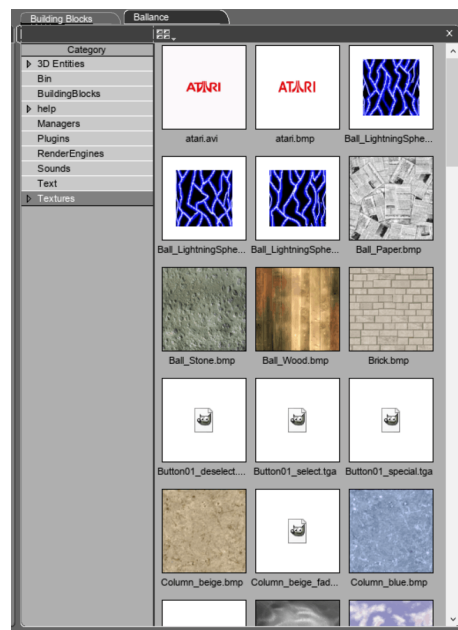 Building Blocks
Ballance
x
Category
3D Entities
Bin
BuildingBlocks
help
Managers
Plugins
RenderEngines
Sounds
Text
Textures
ATARI
ATARI
atari.avi
atari.bmp
Ball_LightningSphe...
Ball_LightningSphe...
Ball_LightningSphe...
Ball_Paper.bmp
Ball_Stone.bmp
Ball_Wood.bmp
Brick.bmp
Button01_deselect....
Button01_select.tga
Button01_special.tga
Column_beige.bmp
Column_beige_fad...
Column_blue.bmp